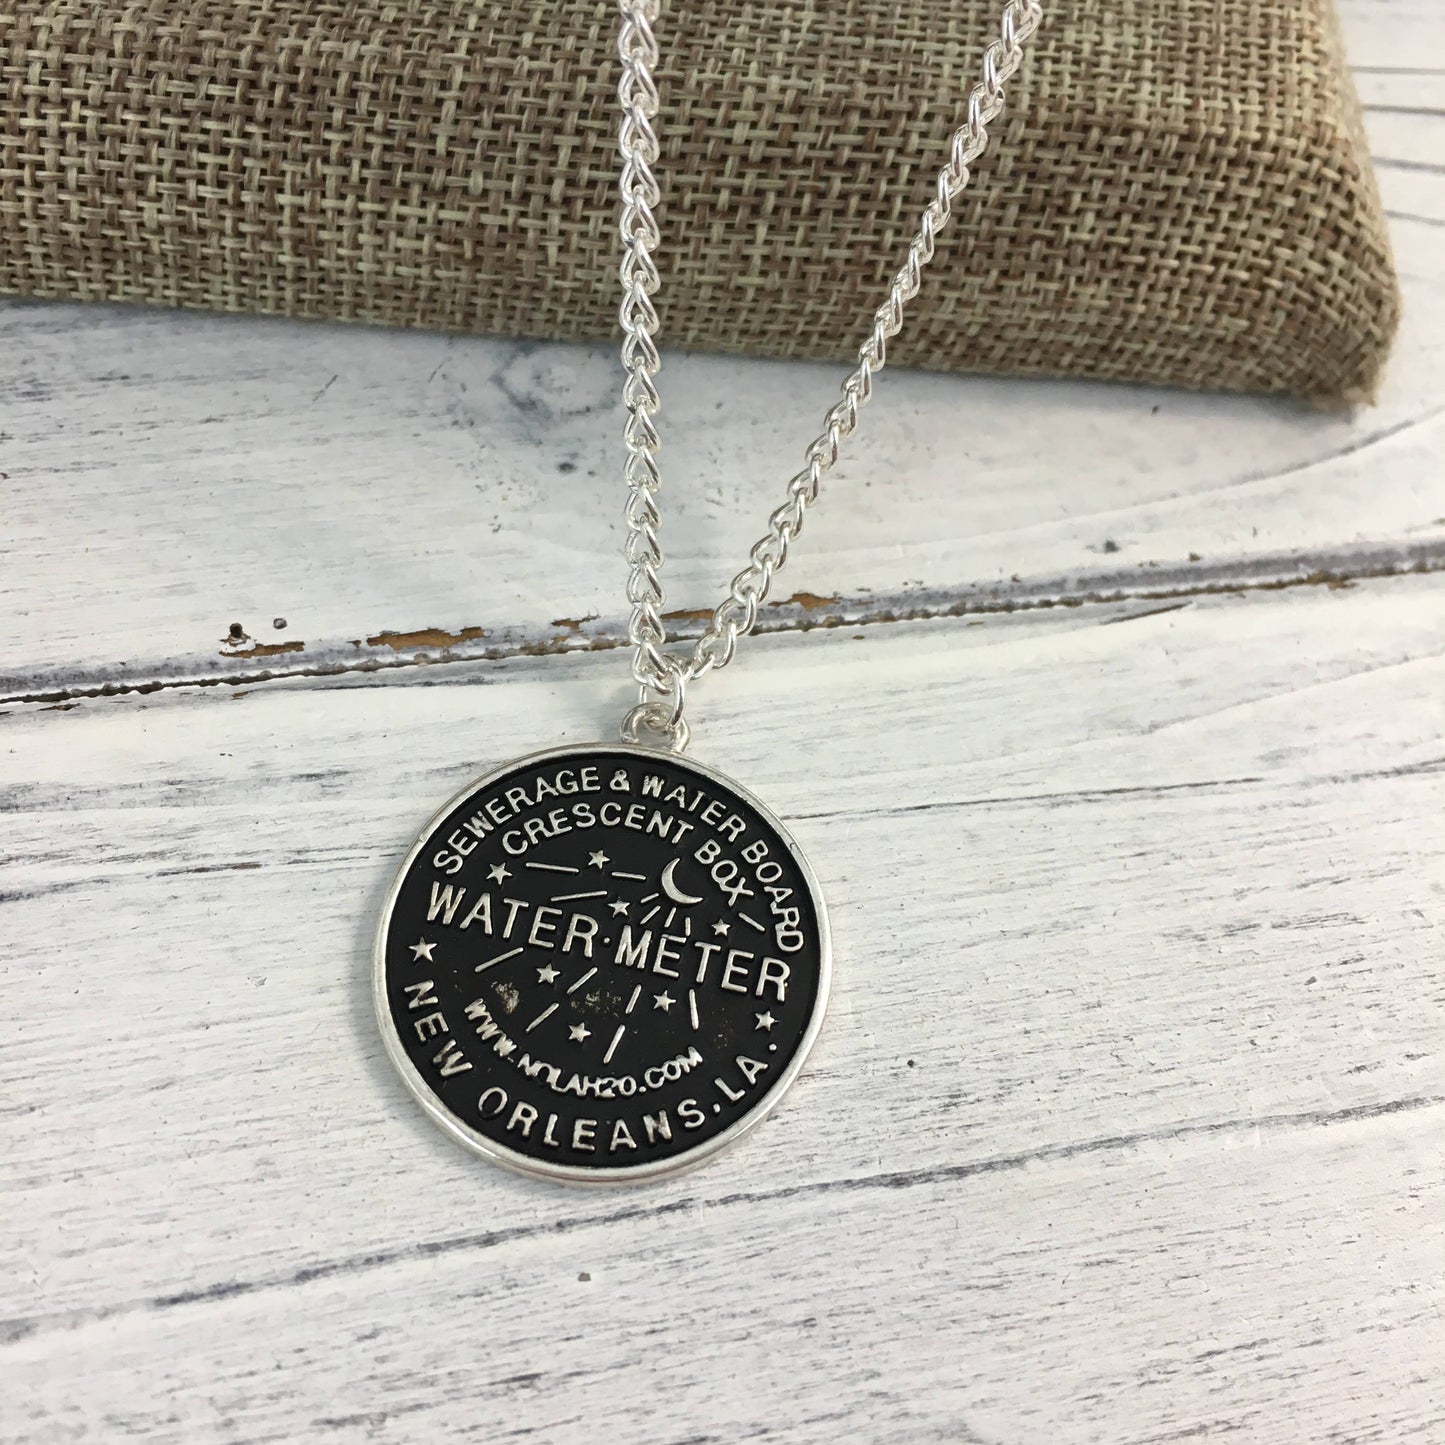 SEWERAGE & WATER BOARD
CRESCENT BOX
WATER·METER
WWW.NOLAH2O.COM
NEW ORLEANS, LA.